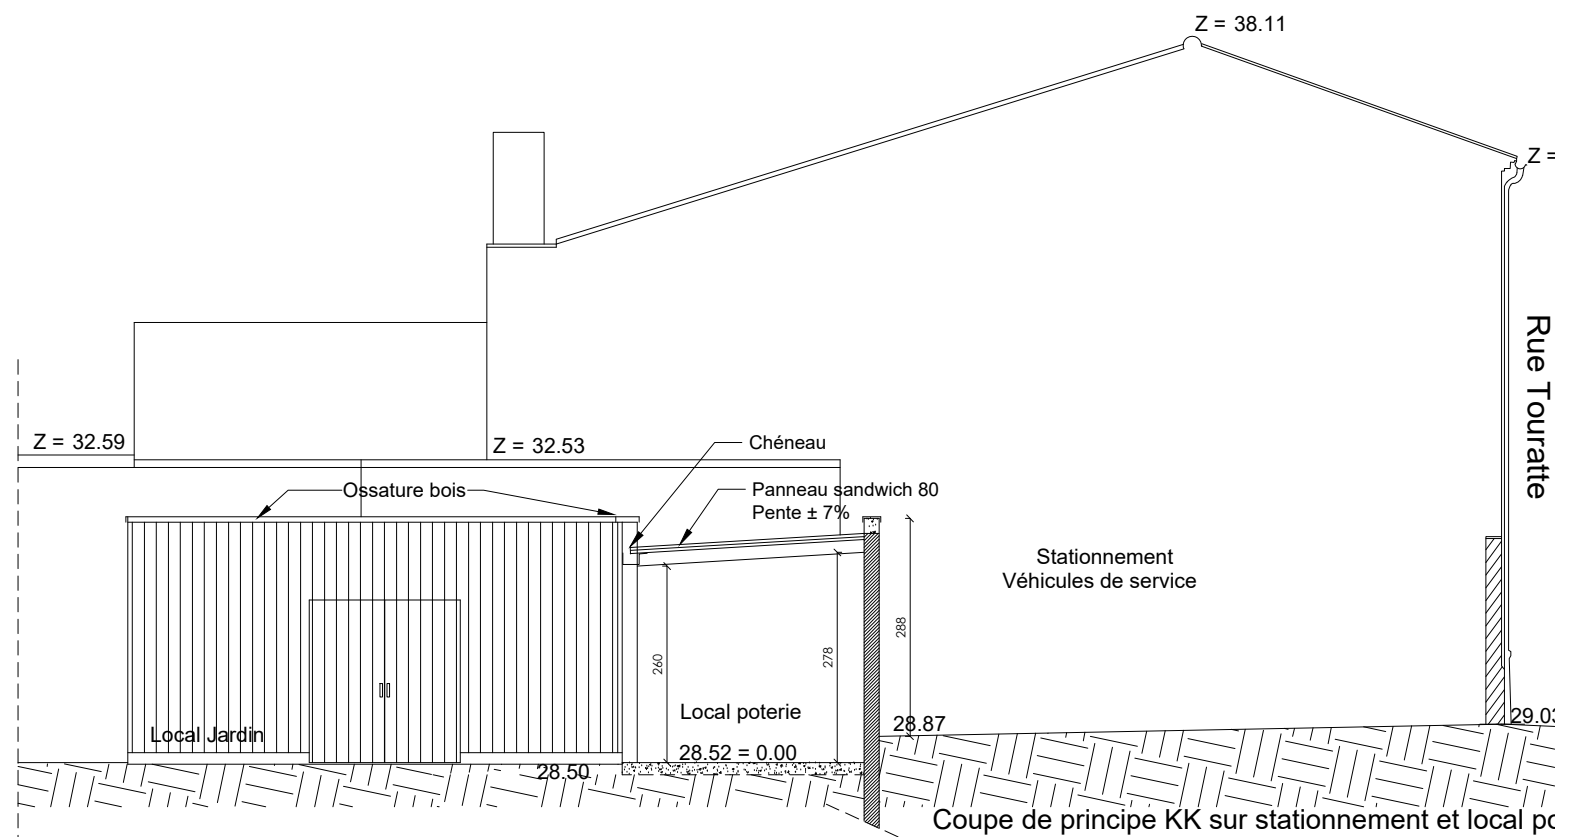 Z = 38.11
Z =
Rue Touratte
Z = 32.59
Z = 32.53
Chéneau
Ossature bois
Panneau sandwich 80
Pente ± 7%
Stationnement
Véhicules de service
288
260
278
Local poterie
28.87
29.03
Local Jardin
28.52 = 0.00
28.50
Coupe de principe KK sur stationnement et local po